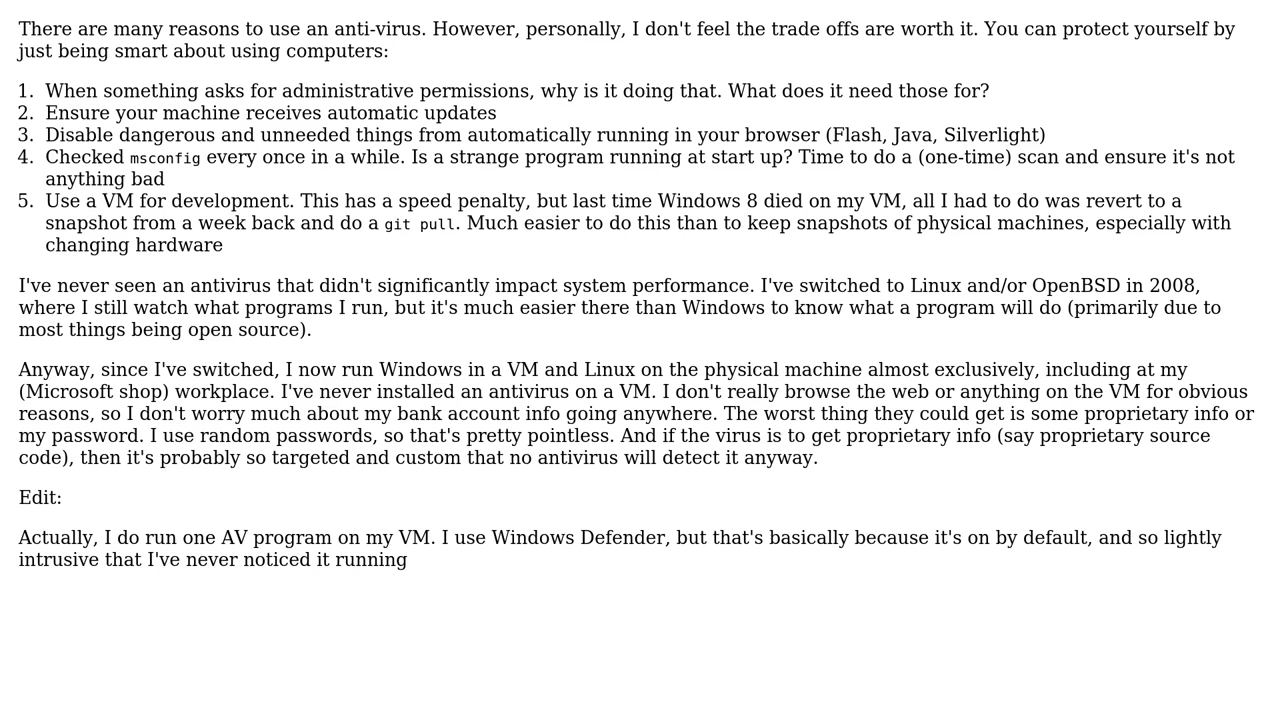 There are many reasons to use an anti-virus. However, personally, I don't feel the trade offs are worth it. You can protect yourself by
just being smart about using computers:
1. When something asks for administrative permissions, why is it doing that. What does it need those for?
2. Ensure your machine receives automatic updates
3. Disable dangerous and unneeded things from automatically running in your browser (Flash, Java, Silverlight)
4. Checked msconfig every once in a while. Is a strange program running at start up? Time to do a (one-time) scan and ensure it's not
anything bad
5. Use a VM for development. This has a speed penalty, but last time Windows 8 died on my VM, all I had to do was revert to a
snapshot from a week back and do a git pull. Much easier to do this than to keep snapshots of physical machines, especially with
changing hardware
I've never seen an antivirus that didn't significantly impact system performance. I've switched to Linux and/or OpenBSD in 2008,
where I still watch what programs I run, but it's much easier there than Windows to know what a program will do (primarily due to
most things being open source).
Anyway, since I've switched, I now run Windows in a VM and Linux on the physical machine almost exclusively, including at my
(Microsoft shop) workplace. I've never installed an antivirus on a VM. I don't really browse the web or anything on the VM for obvious
reasons, so I don't worry much about my bank account info going anywhere. The worst thing they could get is some proprietary info or
my password. I use random passwords, so that's pretty pointless. And if the virus is to get proprietary info (say proprietary source
code), then it's probably so targeted and custom that no antivirus will detect it anyway.
Edit:
Actually, I do run one AV program on my VM. I use Windows Defender, but that's basically because it's on by default, and so lightly
intrusive that I've never noticed it running